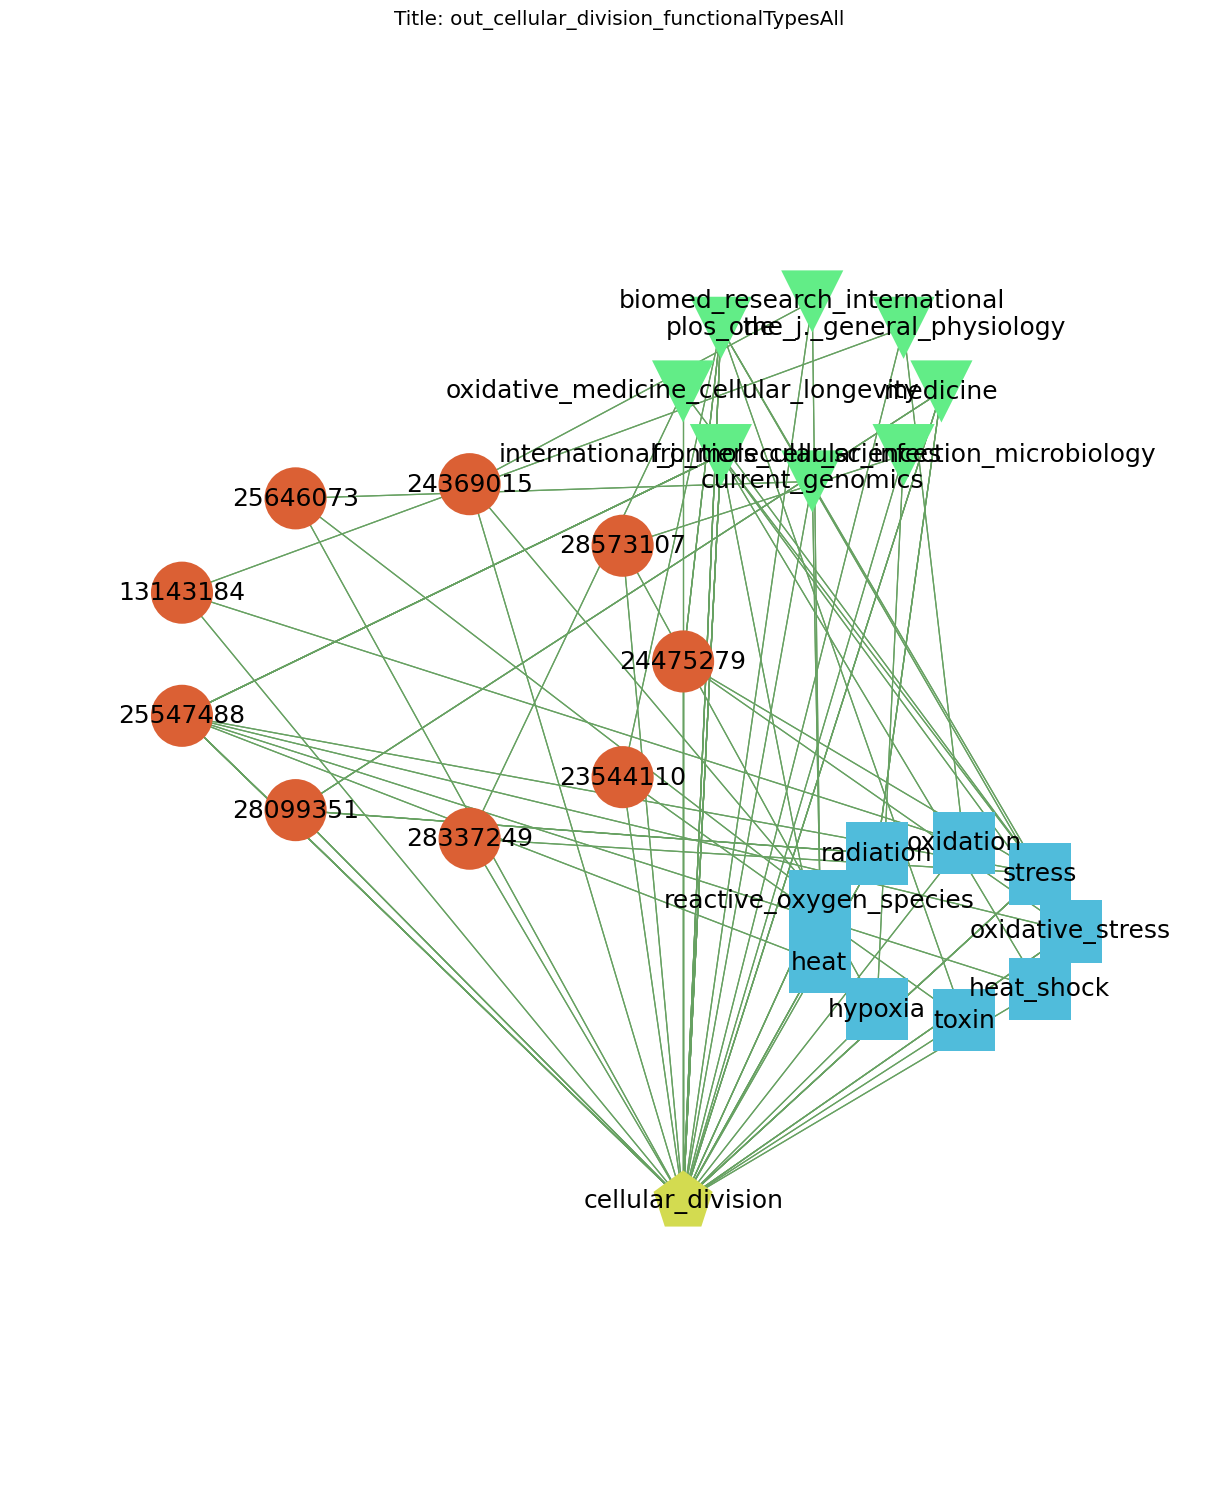 Title: out_cellular_division_functionalTypesAll
biomed_research_international
plos_one
the_j._general_physiology
oxidative_medicine_cellular_longevity
medicine
international_j._molecular_sciences
frontiers_cellular_infection_microbiology
current_genomics
24369015
25646073
28573107
13143184
24475279
25547488
23544110
28099351
28337249
oxidation
radiation
stress
reactive_oxygen_species
oxidative_stress
heat
heat_shock
hypoxia
toxin
cellular_division